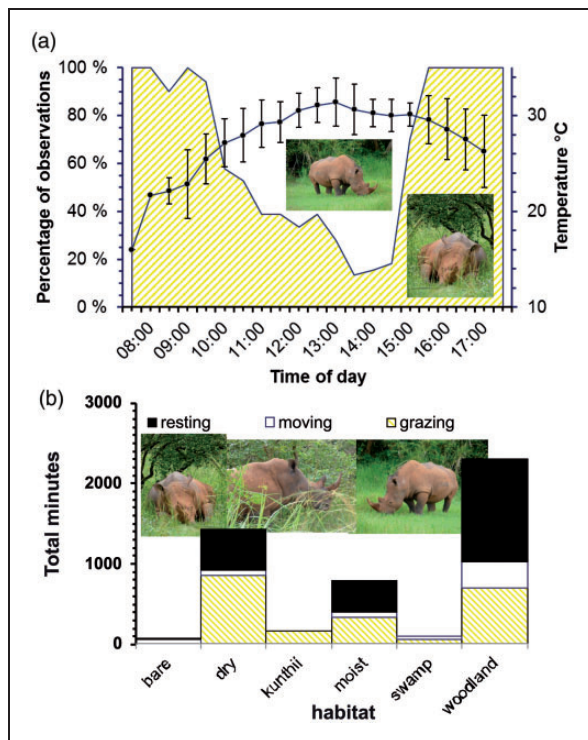 (a)
100 %
80 %
60 %
40 %
20 %
0 %
Percentage of observations
30
20
10
Temperature °C
08:00
09:00
10:00
11:00
12:00
13:00
14:00
15:00
16:00
17:00
Time of day
(b)
3000
2000
1000
0
Total minutes
resting
moving
grazing
bare
dry
kunthii
moist
swamp
woodland
habitat